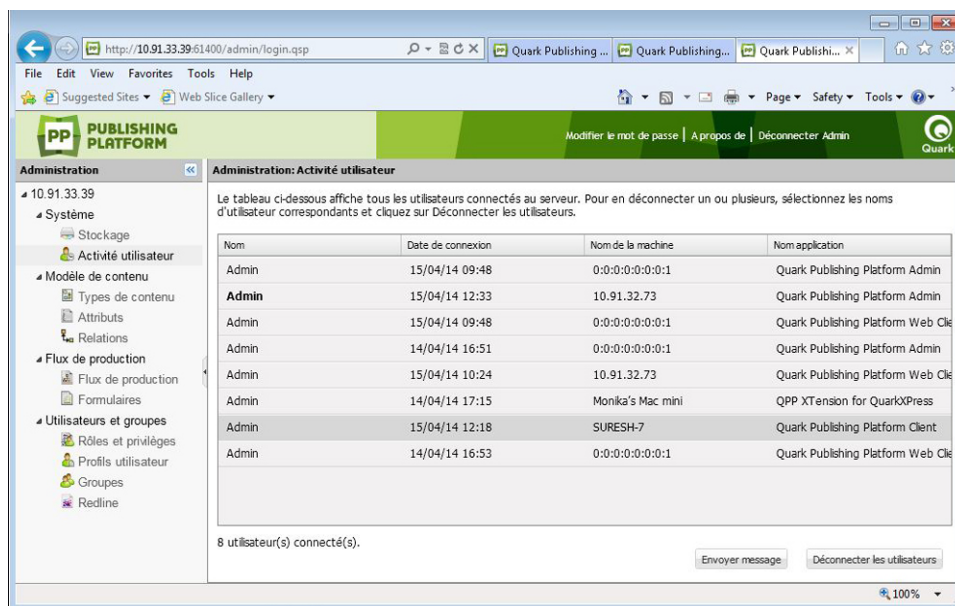 http://10.91.33.39:61400/admin/login.qsp
Quark Publishing ...
Quark Publishing...
Quark Publishi...
File Edit View Favorites Tools Help
Suggested Sites Web Slice Gallery
Page Safety Tools
PP PUBLISHING PLATFORM
Modifier le mot de passe | A propos de | Déconnecter Admin
Quark
Administration
Administration: Activité utilisateur
10.91.33.39
Système
Stockage
Activité utilisateur
Modèle de contenu
Types de contenu
Attributs
Relations
Flux de production
Flux de production
Formulaires
Utilisateurs et groupes
Rôles et privilèges
Profils utilisateur
Groupes
Redline
Le tableau ci-dessous affiche tous les utilisateurs connectés au serveur. Pour en déconnecter un ou plusieurs, sélectionnez les noms
d'utilisateur correspondants et cliquez sur Déconnecter les utilisateurs.
Nom Date de connexion Nom de la machine Nom application
Admin 15/04/14 09:48 0:0:0:0:0:0:0:1 Quark Publishing Platform Admin
Admin 15/04/14 12:33 10.91.32.73 Quark Publishing Platform Admin
Admin 15/04/14 09:48 0:0:0:0:0:0:0:1 Quark Publishing Platform Web Clie
Admin 14/04/14 16:51 0:0:0:0:0:0:0:1 Quark Publishing Platform Admin
Admin 15/04/14 10:24 10.91.32.73 Quark Publishing Platform Web Clie
Admin 14/04/14 17:15 Monika's Mac mini QPP XTension for QuarkXPress
Admin 15/04/14 12:18 SURESH-7 Quark Publishing Platform Client
Admin 14/04/14 16:53 0:0:0:0:0:0:0:1 Quark Publishing Platform Web Clie
8 utilisateur(s) connecté(s).
Envoyer message
Déconnecter les utilisateurs
100%